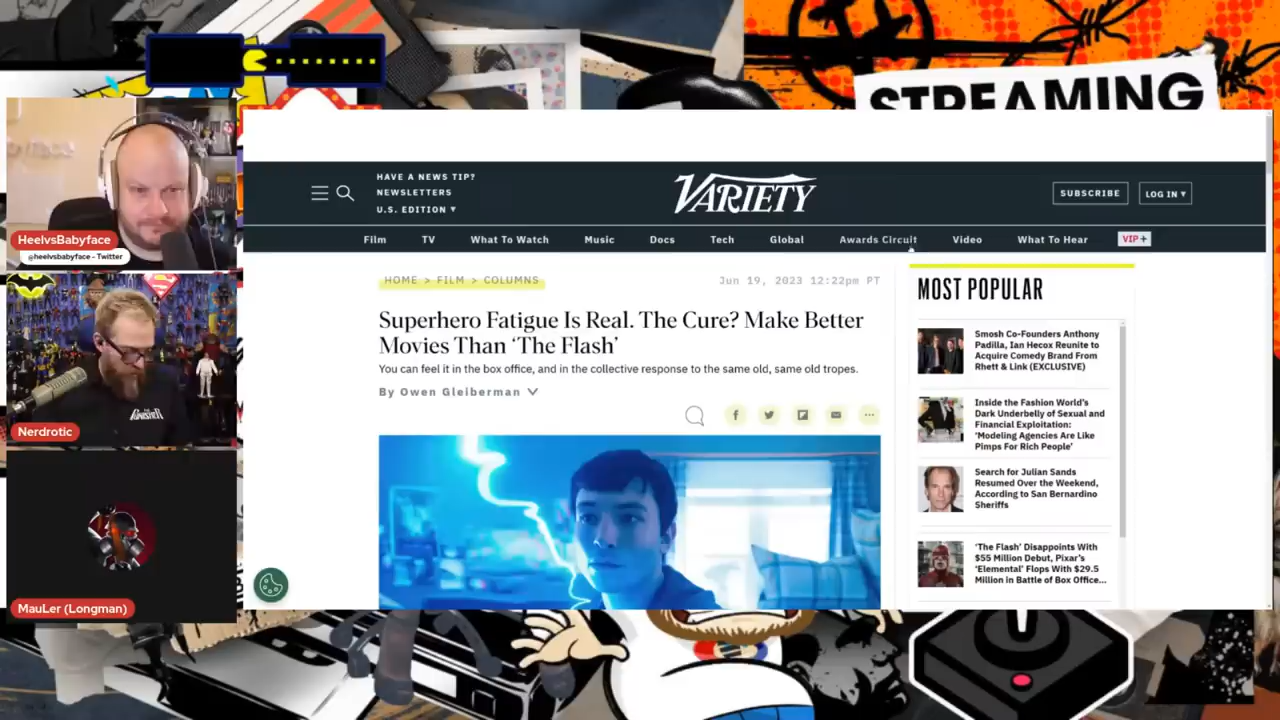 STREAMING
HeelvsBabyface
@heelvsbabyface - Twitter
Nerdrotic
MauLer (Longman)
HAVE A NEWS TIP?
NEWSLETTERS
U.S. EDITION ▾
VARIETY
SUBSCRIBE
LOG IN ▾
Film TV What To Watch Music Docs Tech Global Awards Circuit Video What To Hear VIP+
HOME > FILM > COLUMNS
Jun 19, 2023 12:22pm PT
Superhero Fatigue Is Real. The Cure? Make Better
Movies Than ‘The Flash’
You can feel it in the box office, and in the collective response to the same old, same old tropes.
By Owen Gleiberman
MOST POPULAR
Smosh Co-Founders Anthony
Padilla, Ian Hecox Reunite to
Acquire Comedy Brand From
Rhett & Link (EXCLUSIVE)
Inside the Fashion World’s
Dark Underbelly of Sexual and
Financial Exploitation:
‘Modeling Agencies Are Like
Pimps For Rich People’
Search for Julian Sands
Resumed Over the Weekend,
According to San Bernardino
Sheriffs
‘The Flash’ Disappoints With
$55 Million Debut, Pixar’s
‘Elemental’ Flops With $29.5
Million in Battle of Box Office...